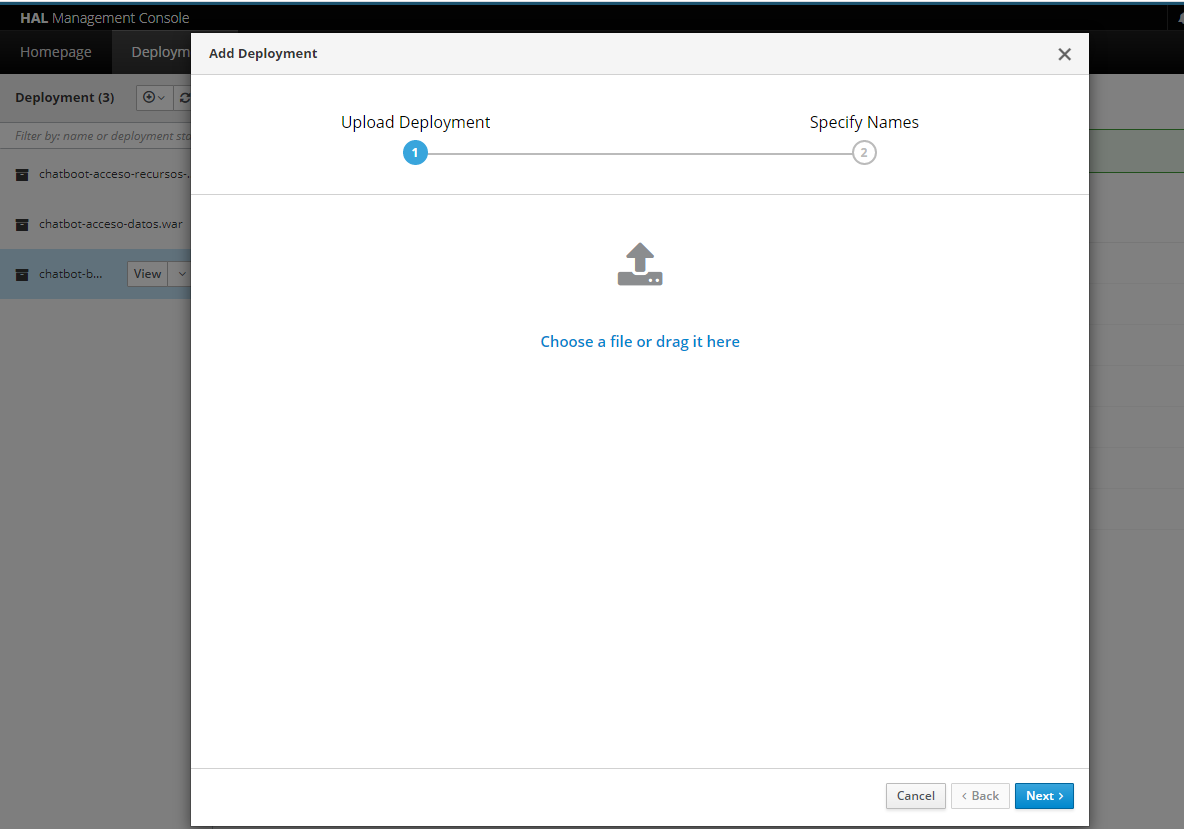 HAL Management Console
Homepage
Deploym
Add Deployment
Deployment (3)
Filter by: name or deployment sta
chatboot-acceso-recursos-.
chatbot-acceso-datos.war
chatbot-b...
View
Upload Deployment
Specify Names
1
2
Choose a file or drag it here
Cancel
‹ Back
Next ›